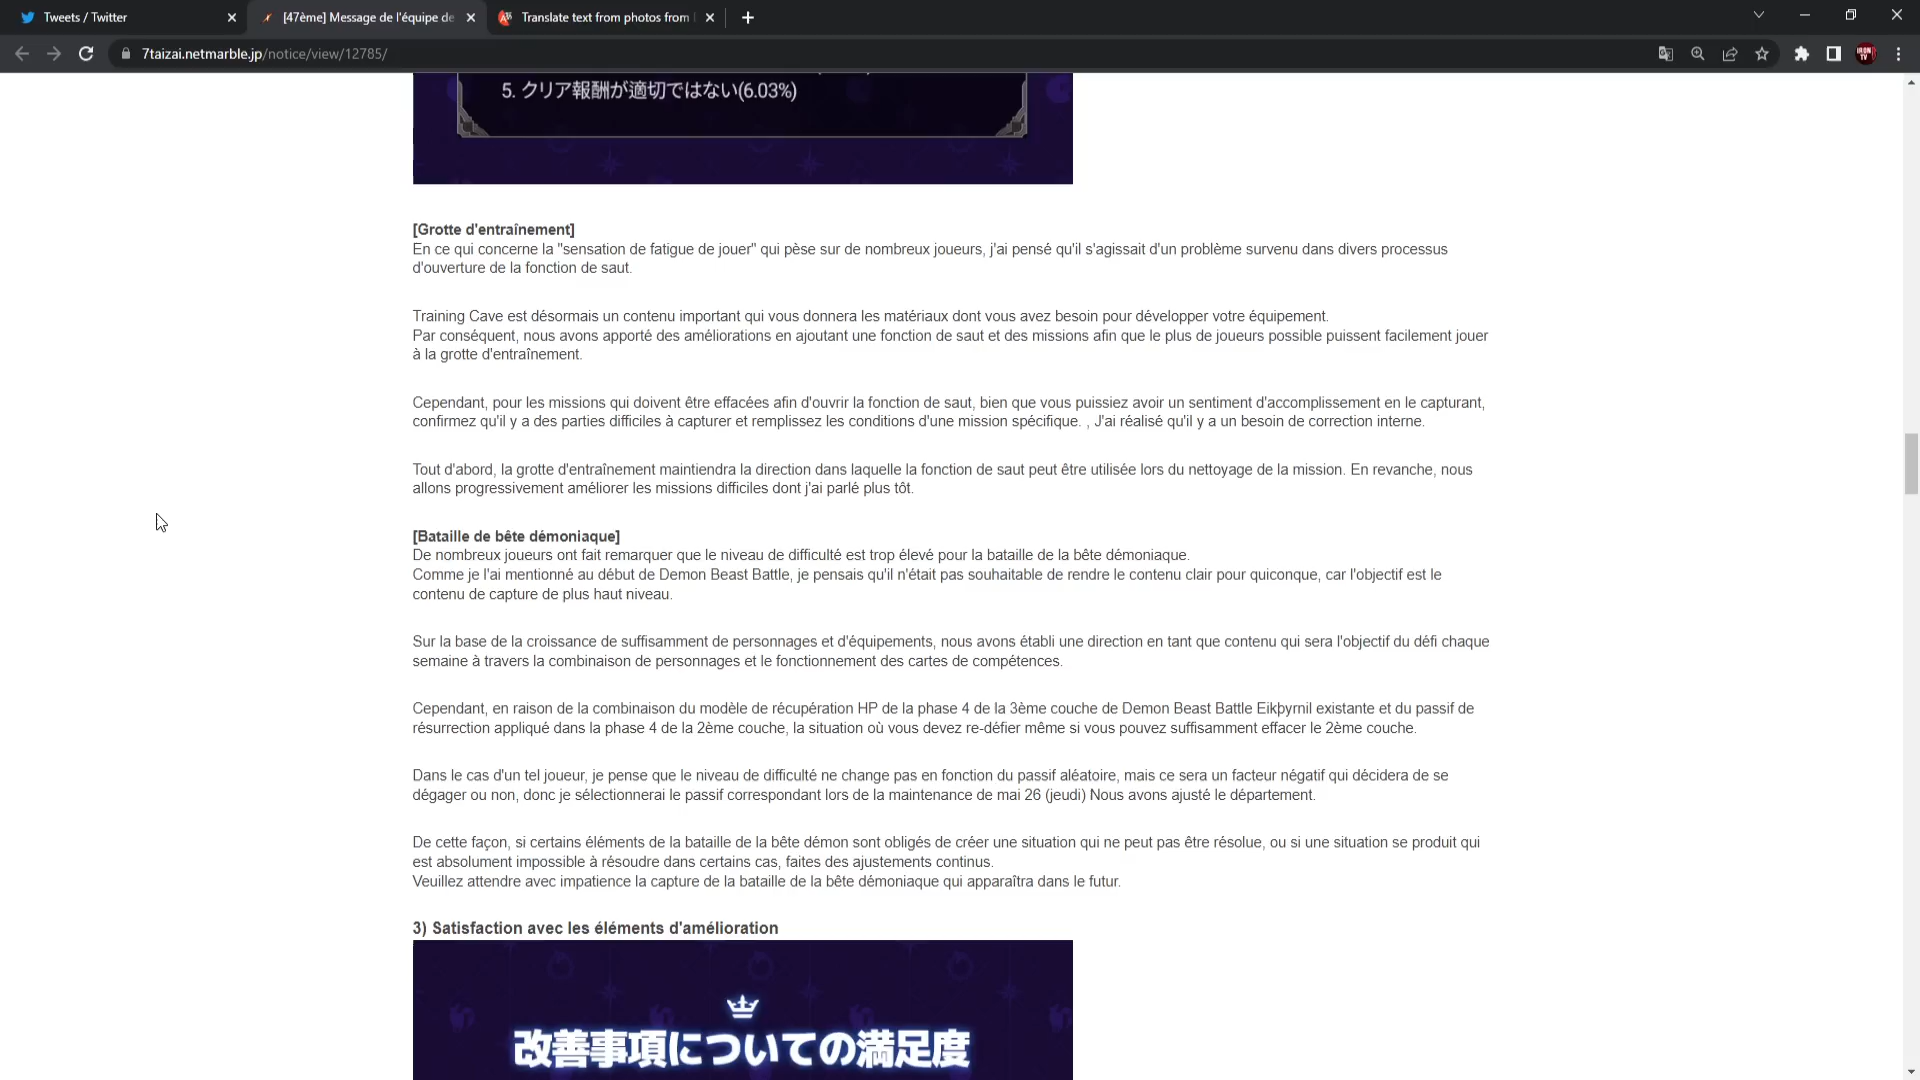 Tweets / Twitter
[47ème] Message de l'équipe de
Translate text from photos from
7taizai.netmarble.jp/notice/view/12785/
5. クリア報酬が適切ではない(6.03%)
[Grotte d'entraînement]
En ce qui concerne la "sensation de fatigue de jouer" qui pèse sur de nombreux joueurs, j'ai pensé qu'il s'agissait d'un problème survenu dans divers processus
d'ouverture de la fonction de saut.
Training Cave est désormais un contenu important qui vous donnera les matériaux dont vous avez besoin pour développer votre équipement.
Par conséquent, nous avons apporté des améliorations en ajoutant une fonction de saut et des missions afin que le plus de joueurs possible puissent facilement jouer
à la grotte d'entraînement.
Cependant, pour les missions qui doivent être effacées afin d'ouvrir la fonction de saut, bien que vous puissiez avoir un sentiment d'accomplissement en le capturant,
confirmez qu'il y a des parties difficiles à capturer et remplissez les conditions d'une mission spécifique. , J'ai réalisé qu'il y a un besoin de correction interne.
Tout d'abord, la grotte d'entraînement maintiendra la direction dans laquelle la fonction de saut peut être utilisée lors du nettoyage de la mission. En revanche, nous
allons progressivement améliorer les missions difficiles dont j'ai parlé plus tôt.
[Bataille de bête démoniaque]
De nombreux joueurs ont fait remarquer que le niveau de difficulté est trop élevé pour la bataille de la bête démoniaque.
Comme je l'ai mentionné au début de Demon Beast Battle, je pensais qu'il n'était pas souhaitable de rendre le contenu clair pour quiconque, car l'objectif est le
contenu de capture de plus haut niveau.
Sur la base de la croissance de suffisamment de personnages et d'équipements, nous avons établi une direction en tant que contenu qui sera l'objectif du défi chaque
semaine à travers la combinaison de personnages et le fonctionnement des cartes de compétences.
Cependant, en raison de la combinaison du modèle de récupération HP de la phase 4 de la 3ème couche de Demon Beast Battle Eikþyrnil existante et du passif de
résurrection appliqué dans la phase 4 de la 2ème couche, la situation où vous devez re-défier même si vous pouvez suffisamment effacer le 2ème couche.
Dans le cas d'un tel joueur, je pense que le niveau de difficulté ne change pas en fonction du passif aléatoire, mais ce sera un facteur négatif qui décidera de se
dégager ou non, donc je sélectionnerai le passif correspondant lors de la maintenance de mai 26 (jeudi) Nous avons ajusté le département.
De cette façon, si certains éléments de la bataille de la bête démon sont obligés de créer une situation qui ne peut pas être résolue, ou si une situation se produit qui
est absolument impossible à résoudre dans certains cas, faites des ajustements continus.
Veuillez attendre avec impatience la capture de la bataille de la bête démoniaque qui apparaîtra dans le futur.
3) Satisfaction avec les éléments d'amélioration
改善事項についての満足度